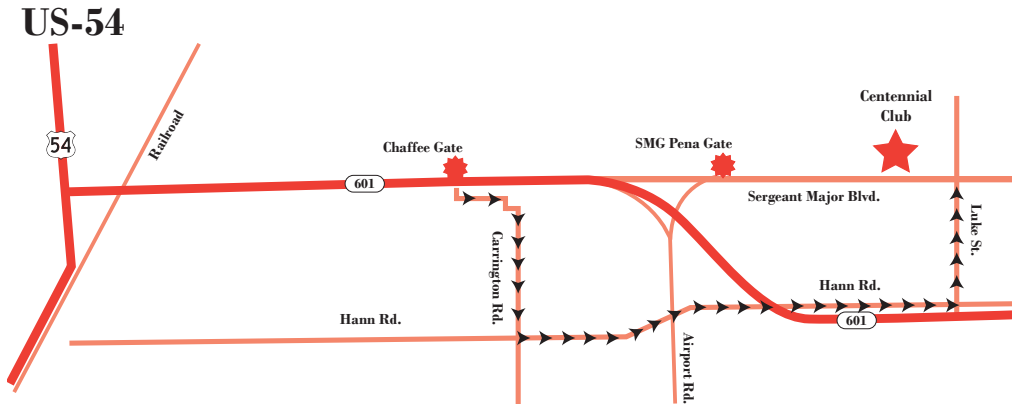 US-54
54
Railroad
Chaffee Gate
601
SMG Pena Gate
Centennial
Club
Sergeant Major Blvd.
Carrington Rd.
Luke St.
Hann Rd.
Hann Rd.
601
Airport Rd.